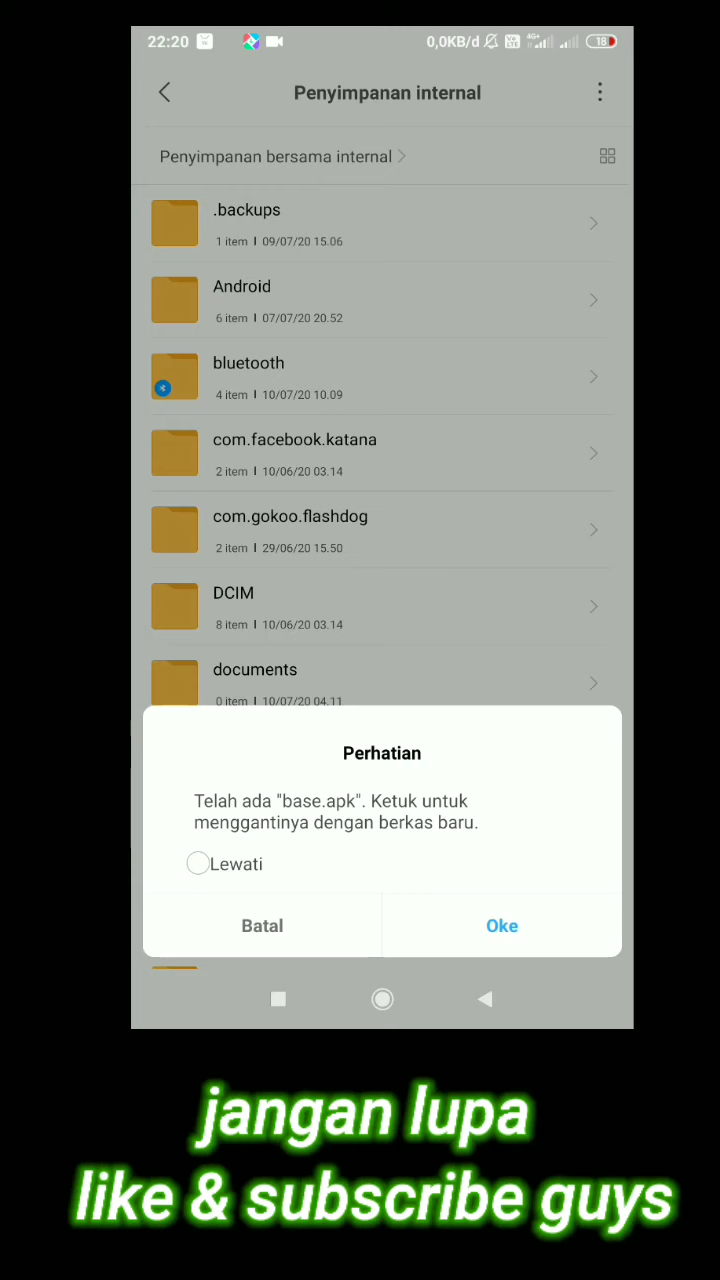 22:20 0,0KB/d 4G+ 18
Penyimpanan internal
Penyimpanan bersama internal
.backups
1 item | 09/07/20 15.06
Android
6 item | 07/07/20 20.52
bluetooth
4 item | 10/07/20 10.09
com.facebook.katana
2 item | 10/06/20 03.14
com.gokoo.flashdog
2 item | 29/06/20 15.50
DCIM
8 item | 10/06/20 03.14
documents
0 item | 10/07/20 04.11
Perhatian
Telah ada "base.apk". Ketuk untuk
menggantinya dengan berkas baru.
Lewati
Batal Oke
jangan lupa
like & subscribe guys